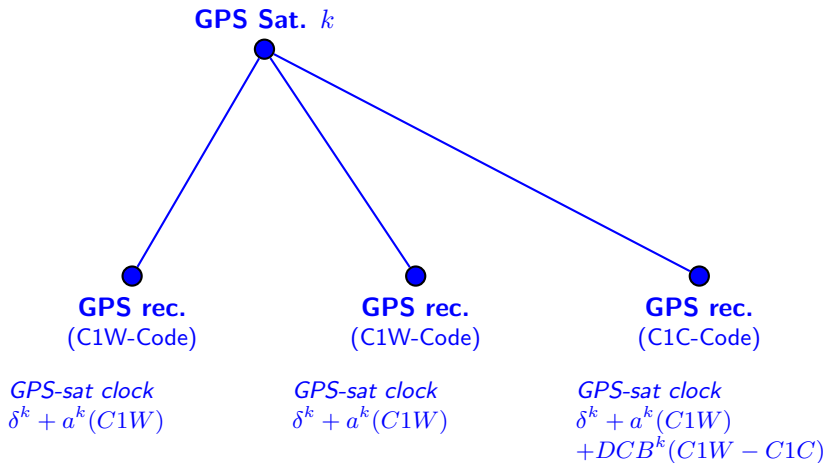 GPS Sat. k
GPS rec.
(C1W-Code)
GPS-sat clock
δ^k + a^k(C1W)
GPS rec.
(C1W-Code)
GPS-sat clock
δ^k + a^k(C1W)
GPS rec.
(C1C-Code)
GPS-sat clock
δ^k + a^k(C1W)
+DCB^k(C1W − C1C)